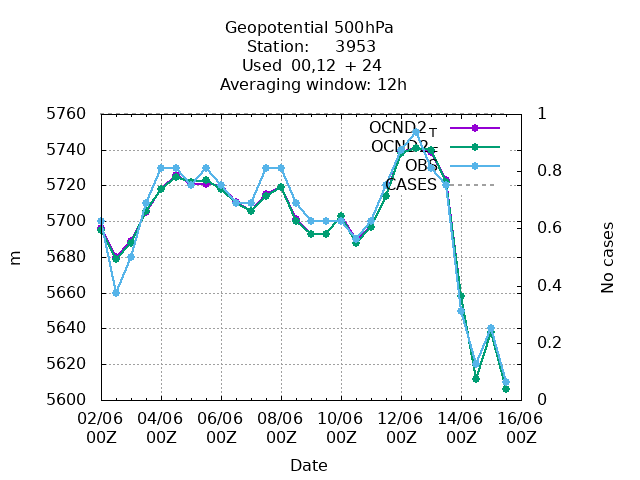 Geopotential 500hPa
Station: 3953
Used 00,12 + 24
Averaging window: 12h
5760
5740
5720
5700
5680
5660
5640
5620
5600
m
1
0.8
0.6
0.4
0.2
0
No cases
OCND2T
OCND2
OBS
CASES
02/06 04/06 06/06 08/06 10/06 12/06 14/06 16/06
00Z 00Z 00Z 00Z 00Z 00Z 00Z 00Z
Date